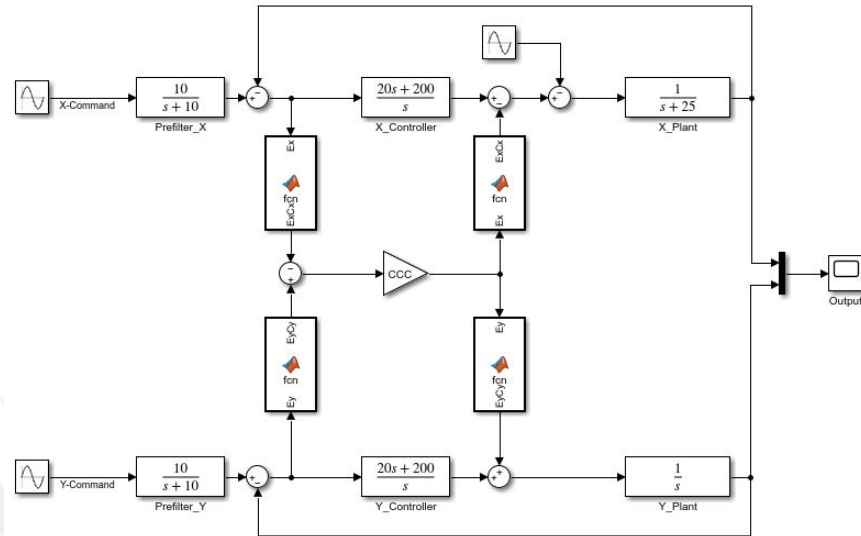 X-Command
10
s + 10
Prefilter_X
20s + 200
s
X_Controller
1
s + 25
X_Plant
Ex
fcn
ExCx
ExCx
fcn
Ex
CCC
Output
EyCy
fcn
Ey
Ey
fcn
EyCy
Y-Command
10
s + 10
Prefilter_Y
20s + 200
s
Y_Controller
1
s
Y_Plant